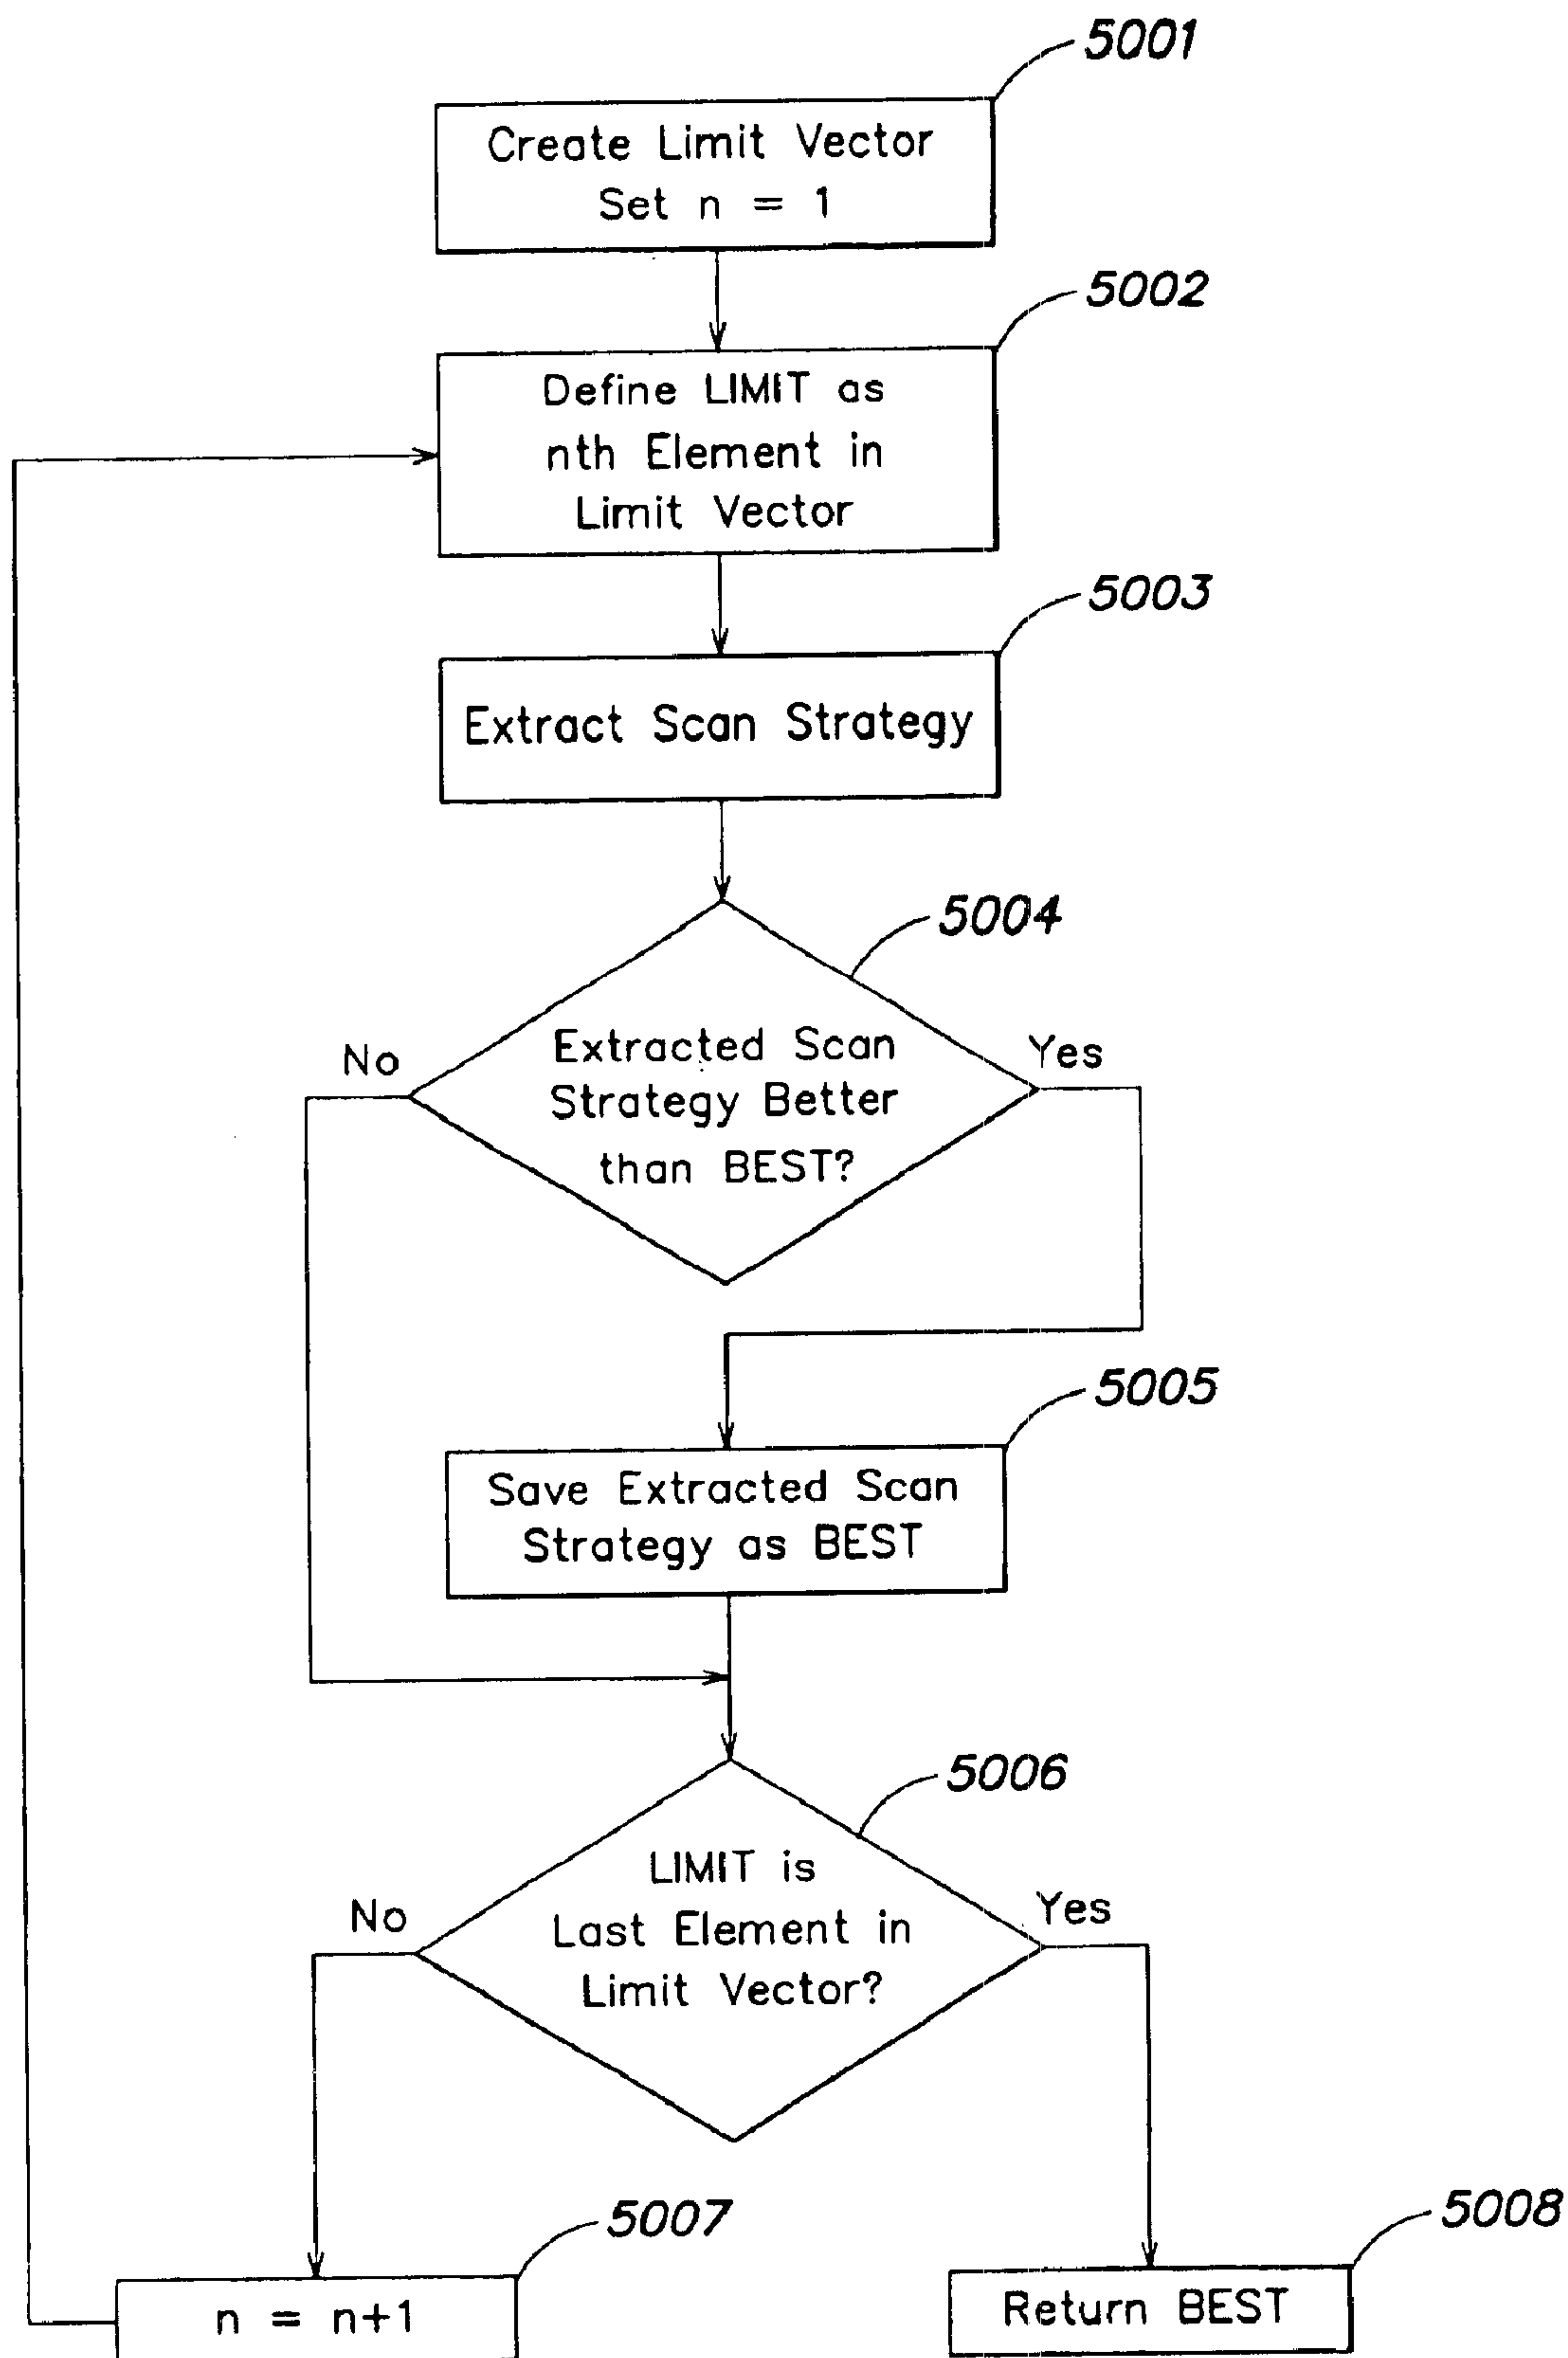 5001
Create Limit Vector
Set n = 1
5002
Define LIMIT as
nth Element in
Limit Vector
5003
Extract Scan Strategy
5004
No
Yes
Extracted Scan
Strategy Better
than BEST?
5005
Save Extracted Scan
Strategy as BEST
5006
No
Yes
LIMIT is
Last Element in
Limit Vector?
5007
n = n+1
5008
Return BEST